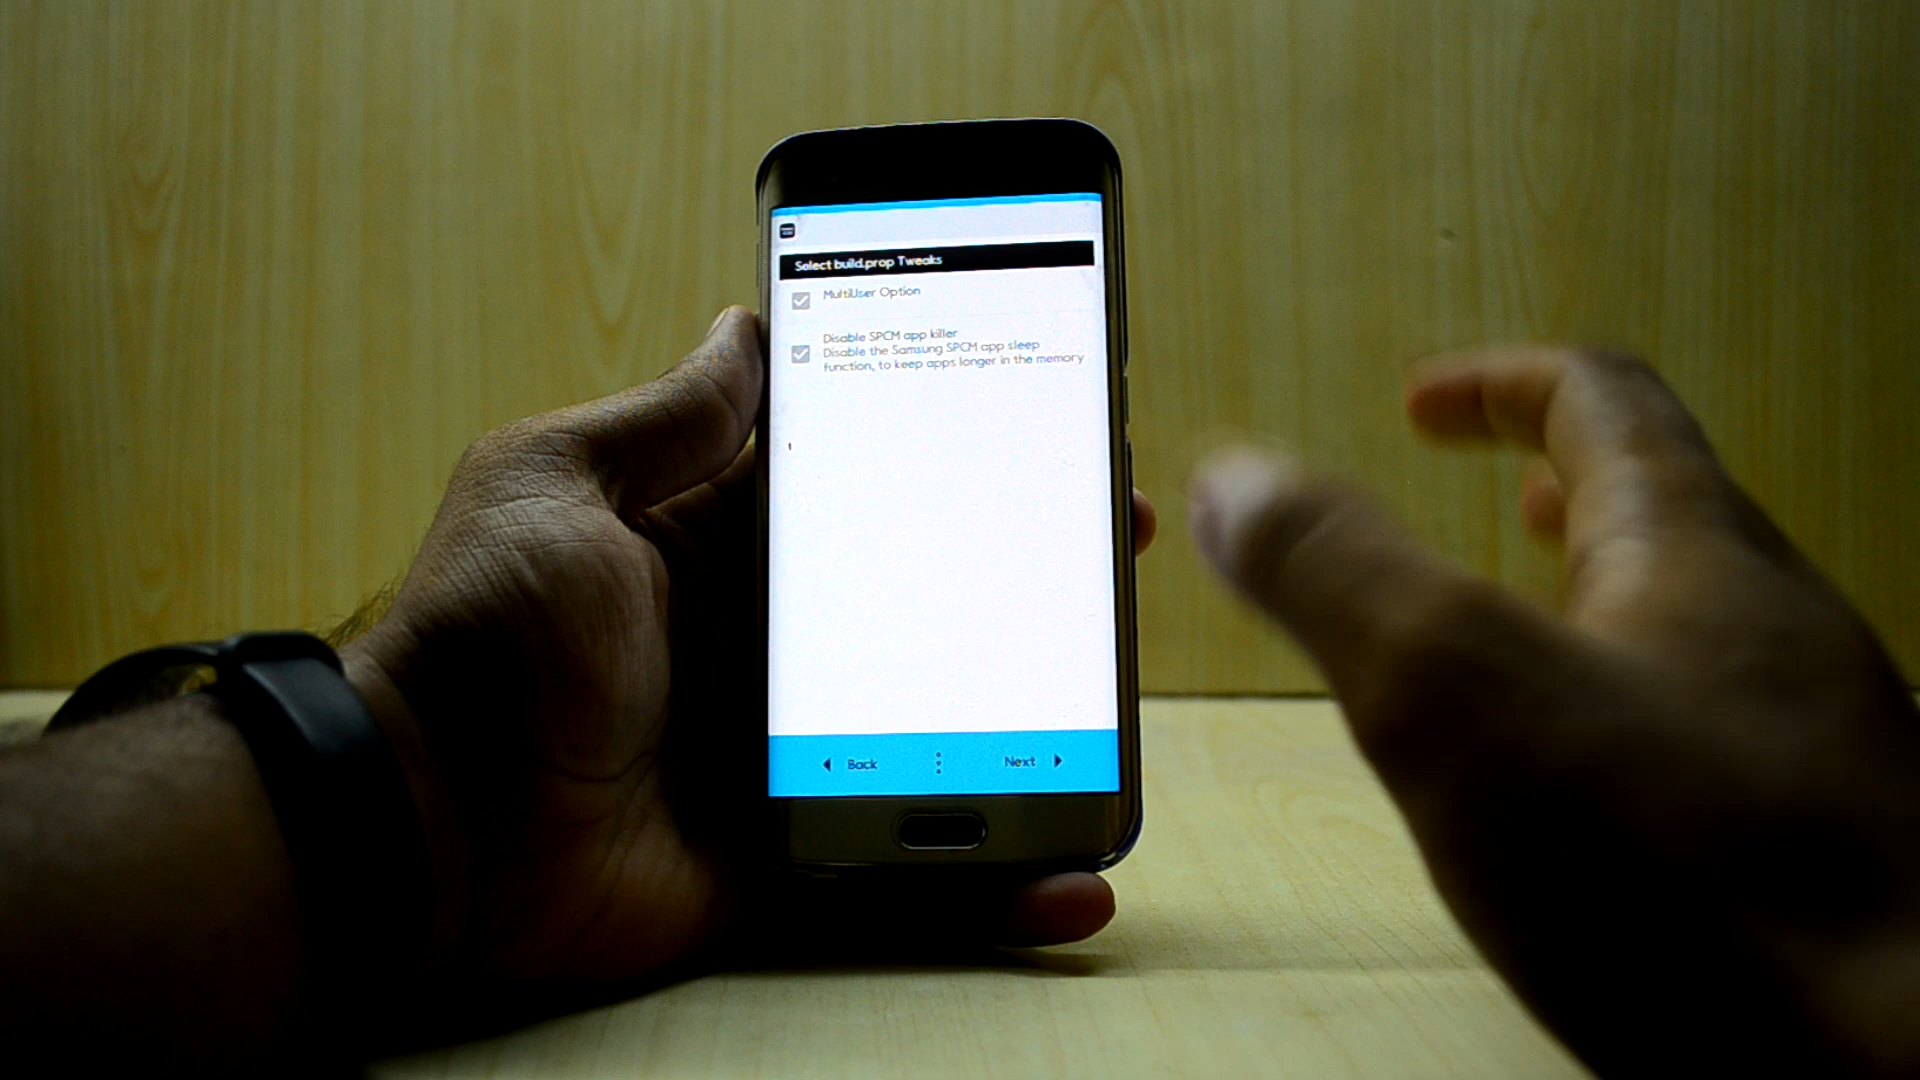 Select build.prop Tweaks
MultiUser Option
Disable SPCM app killer
Disable the Samsung SPCM app sleep
function, to keep apps longer in the memory
Back
Next